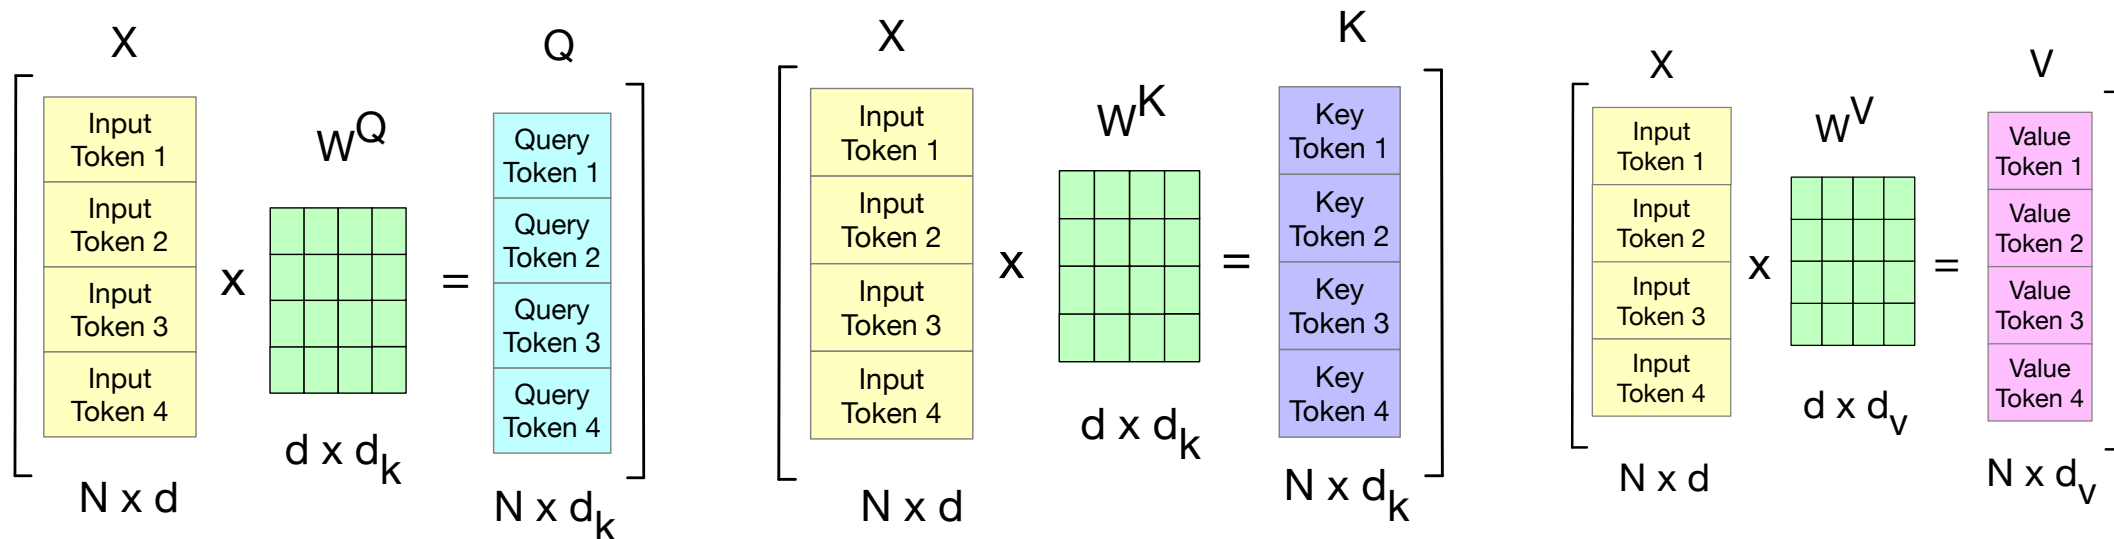 X
Input
Token 1
Input
Token 2
Input
Token 3
Input
Token 4
N x d
x
W^Q
d x d_k
=
Q
Query
Token 1
Query
Token 2
Query
Token 3
Query
Token 4
N x d_k
X
Input
Token 1
Input
Token 2
Input
Token 3
Input
Token 4
N x d
x
W^K
d x d_k
=
K
Key
Token 1
Key
Token 2
Key
Token 3
Key
Token 4
N x d_k
X
Input
Token 1
Input
Token 2
Input
Token 3
Input
Token 4
N x d
x
W^V
d x d_v
=
V
Value
Token 1
Value
Token 2
Value
Token 3
Value
Token 4
N x d_v